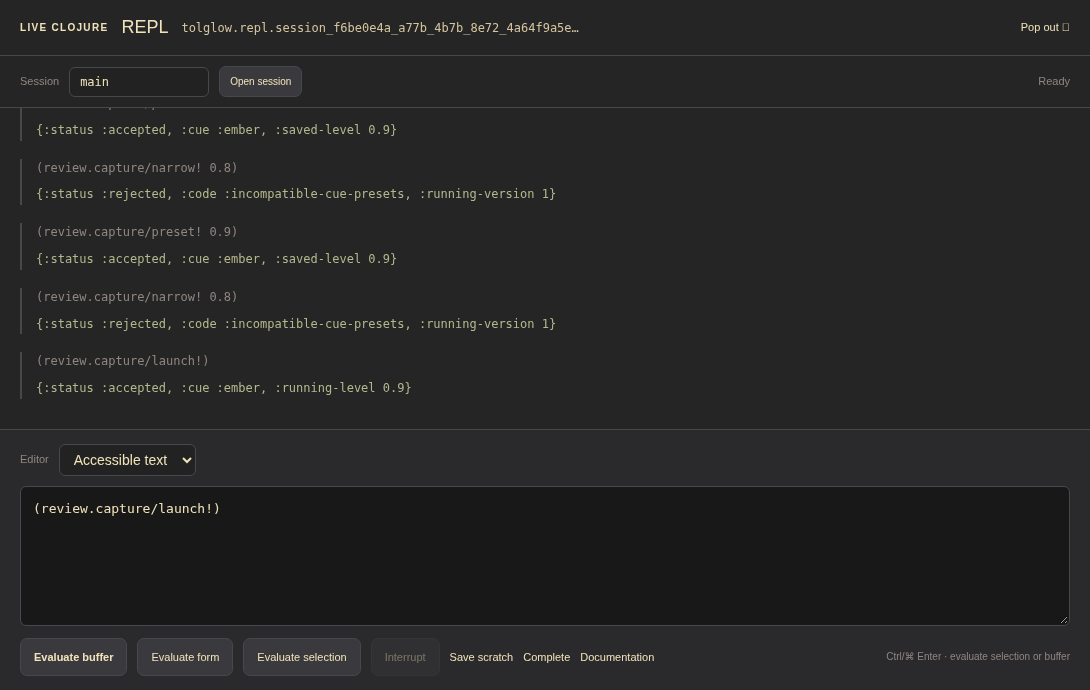 LIVE CLOJURE REPL tolglow.repl.session_f6be0e4a_a77b_4b7b_8e72_4a64f9a5e… Pop out
Session main Open session Ready
{:status :accepted, :cue :ember, :saved-level 0.9}
(review.capture/narrow! 0.8)
{:status :rejected, :code :incompatible-cue-presets, :running-version 1}
(review.capture/preset! 0.9)
{:status :accepted, :cue :ember, :saved-level 0.9}
(review.capture/narrow! 0.8)
{:status :rejected, :code :incompatible-cue-presets, :running-version 1}
(review.capture/launch!)
{:status :accepted, :cue :ember, :running-level 0.9}
Editor Accessible text
(review.capture/launch!)
Evaluate buffer Evaluate form Evaluate selection Interrupt Save scratch Complete Documentation Ctrl/⌘ Enter · evaluate selection or buffer